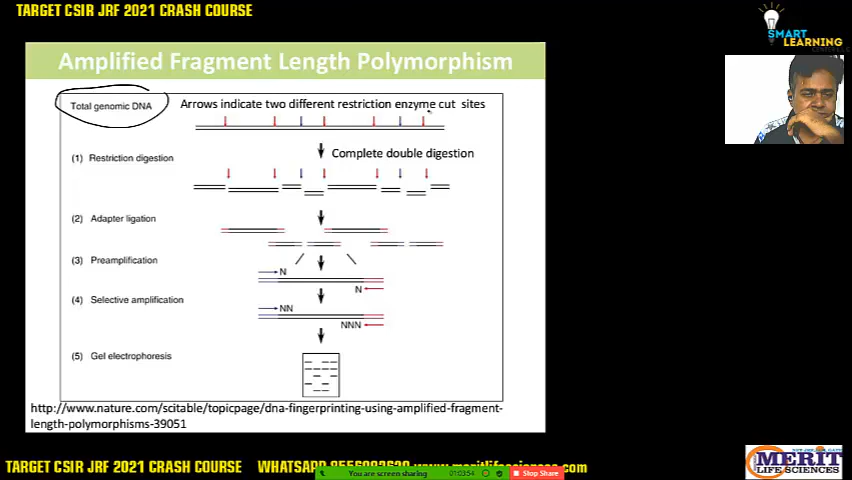 TARGET CSIR JRF 2021 CRASH COURSE
SMART
LEARNING
Amplified Fragment Length Polymorphism
Total genomic DNA
Arrows indicate two different restriction enzyme cut sites
(1) Restriction digestion
Complete double digestion
(2) Adapter ligation
(3) Preamplification
N
N
(4) Selective amplification
NN
NNN
(5) Gel electrophoresis
http://www.nature.com/scitable/topicpage/dna-fingerprinting-using-amplified-fragment-
length-polymorphisms-39051
TARGET CSIR JRF 2021 CRASH COURSE WHATSAPP
You are screen sharing 01:03:54 Stop Share
MERIT
LIFE SCIENCES